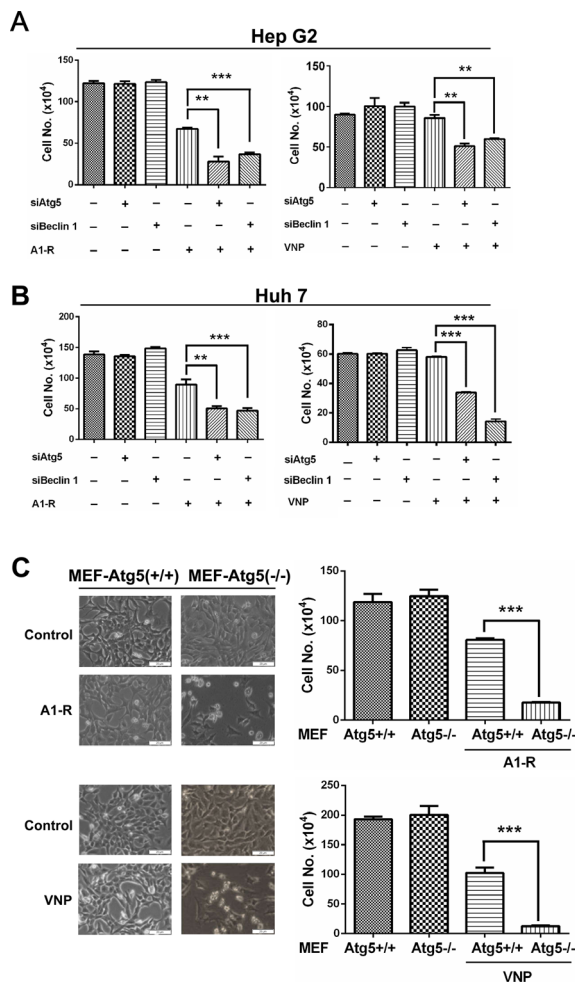 A
Hep G2
Cell No. (x10⁴)
150
100
50
0
**
***
siAtg5 – + – – + –
siBeclin 1 – – + – – +
A1-R – – – + + +
Cell No. (x10⁴)
150
100
50
0
**
**
– + – – + –
– – + – – +
VNP – – – + + +
B
Huh 7
Cell No. (x10⁴)
200
150
100
50
0
**
***
siAtg5 – + – – + –
siBeclin 1 – – + – – +
A1-R – – – + + +
Cell No. (x10⁴)
80
60
40
20
0
***
***
siAtg5 – + – – + –
siBeclin 1 – – + – – +
VNP – – – + + +
C
MEF-Atg5(+/+) MEF-Atg5(-/-)
Control
A1-R
Control
VNP
Cell No. (x10⁴)
150
100
50
0
***
MEF Atg5+/+ Atg5-/- Atg5+/+ Atg5-/-
A1-R
Cell No. (x10⁴)
200
150
100
50
0
***
MEF Atg5+/+ Atg5-/- Atg5+/+ Atg5-/-
VNP